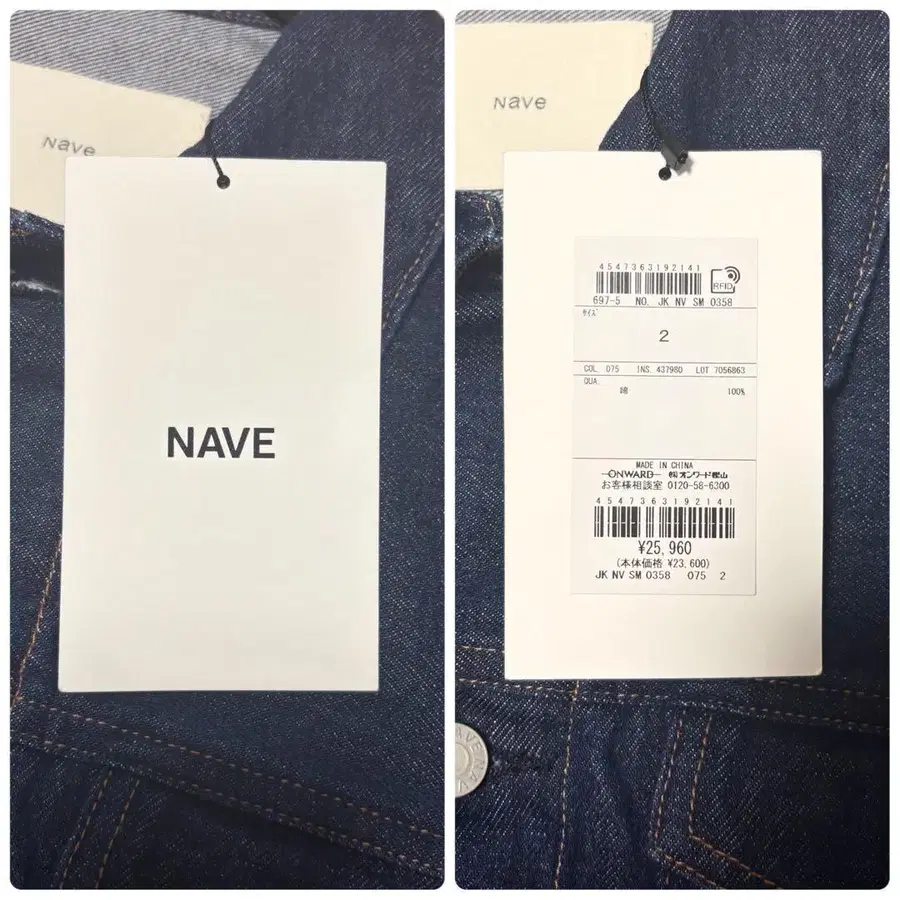 Nave
NAVE
Nave
4547363192141
RFID
697-5 NO. JK NV SM 0358
サイズ
2
COL. 075 INS. 437980 LOT 7056863
QUA.
綿 100%
MADE IN CHINA
ONWARD ㈱オンワード樫山
お客様相談室 0120-58-6300
4547363192141
¥25,960
(本体価格 ¥23,600)
JK NV SM 0358 075 2
AVE NAV